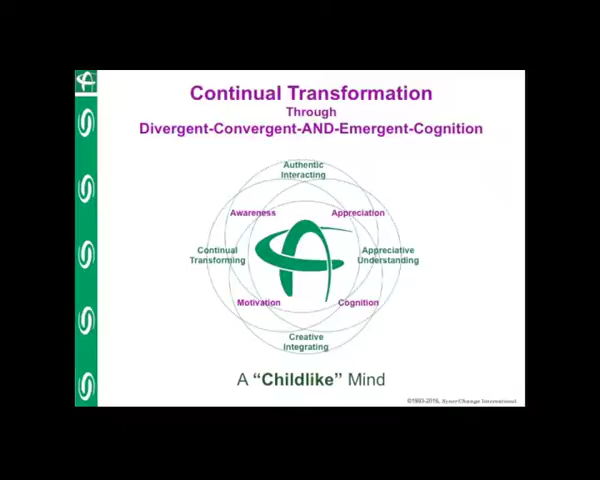 Continual Transformation
Through
Divergent-Convergent-AND-Emergent-Cognition
Authentic
Interacting
Awareness
Appreciation
Continual
Transforming
Appreciative
Understanding
Motivation
Cognition
Creative
Integrating
A “Childlike” Mind
©1993-2016, SynerChange International